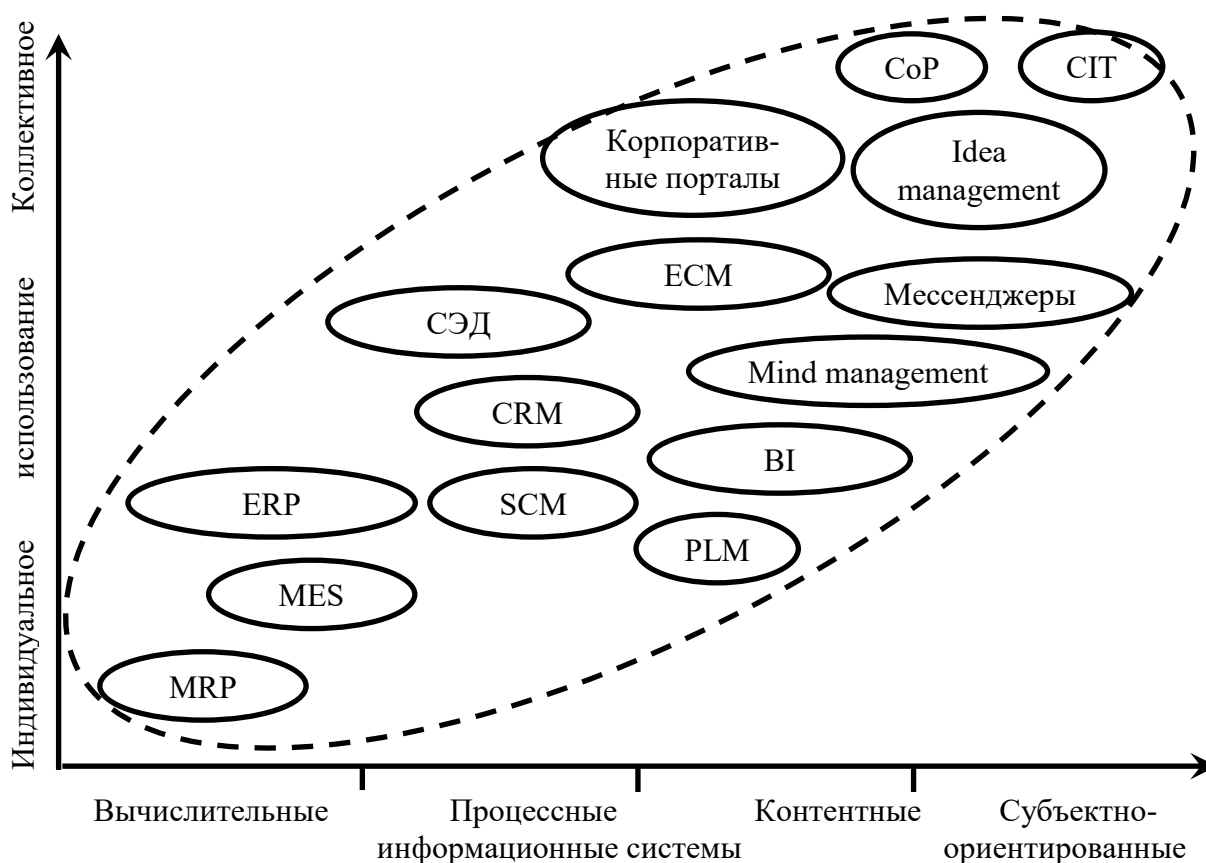 Коллективное
использование
Индивидуальное
CoP
CIT
Корпоратив-
ные порталы
Idea
management
ECM
Мессенджеры
СЭД
Mind management
CRM
BI
ERP
SCM
PLM
MES
MRP
Вычислительные
Процессные
Контентные
Субъектно-
информационные системы
ориентированные